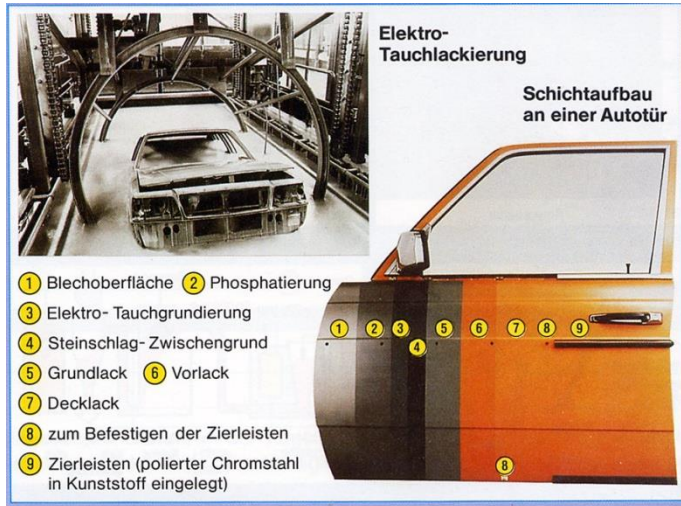 Elektro-
Tauchlackierung
Schichtaufbau
an einer Autotür
1 Blechoberfläche 2 Phosphatierung
3 Elektro- Tauchgrundierung
4 Steinschlag- Zwischengrund
5 Grundlack 6 Vorlack
7 Decklack
8 zum Befestigen der Zierleisten
9 Zierleisten (polierter Chromstahl
in Kunststoff eingelegt)
1 2 3 4 5 6 7 8 9
8